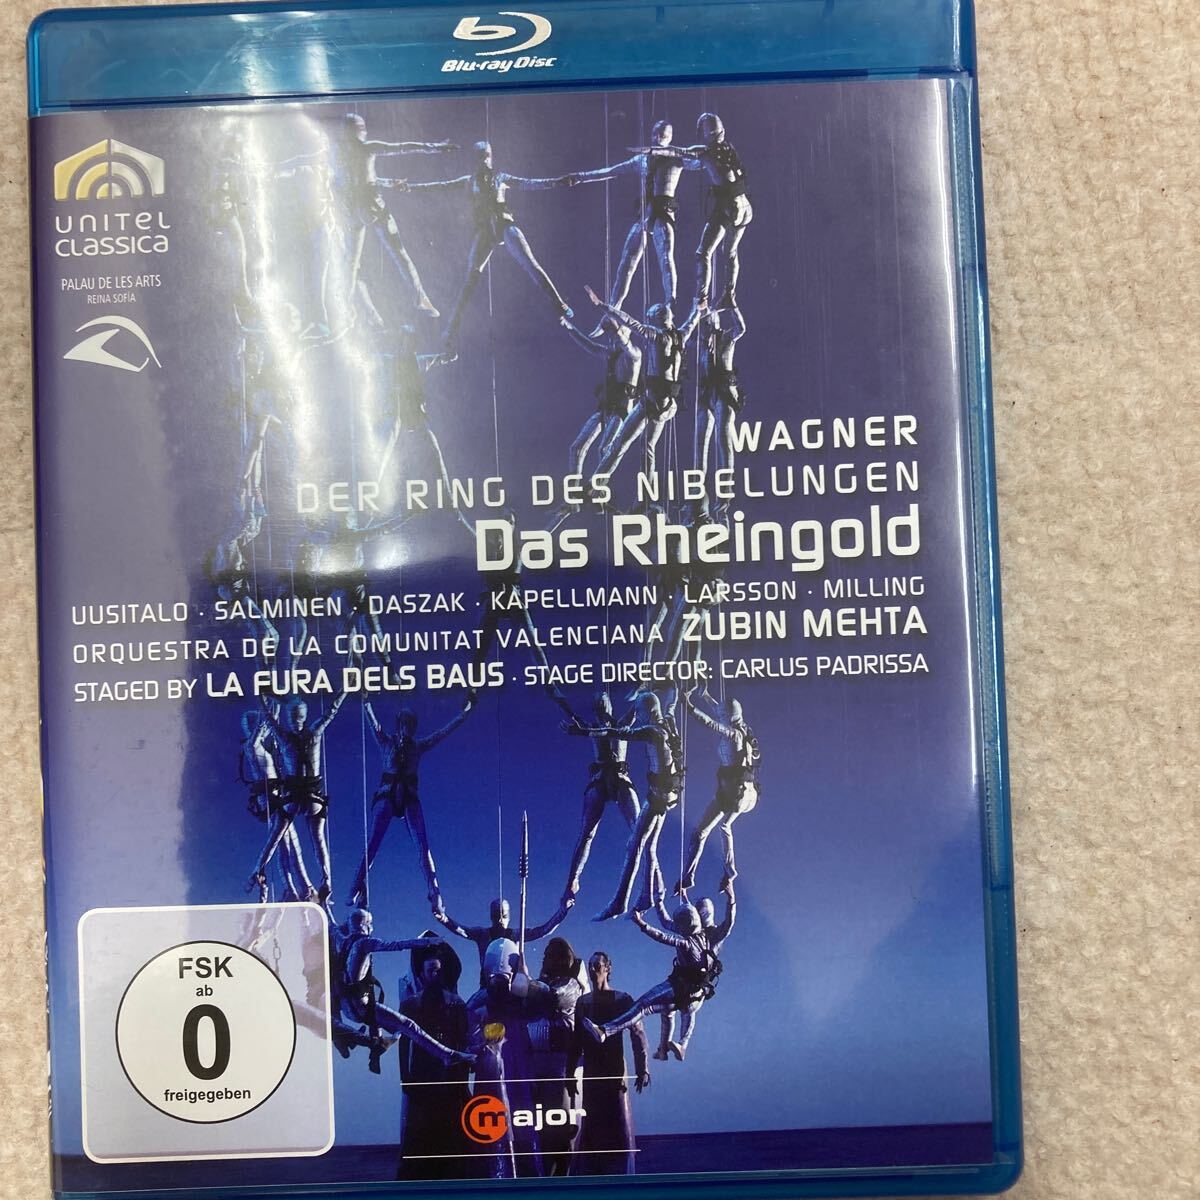 Blu-ray Disc
UNITEL
CLASSICA
PALAU DE LES ARTS
REINA SOFÍA
WAGNER
DER RING DES NIBELUNGEN
Das Rheingold
UUSITALO · SALMINEN · DASZAK · KAPELLMANN · LARSSON · MILLING
ORQUESTRA DE LA COMUNITAT VALENCIANA ZUBIN MEHTA
STAGED BY LA FURA DELS BAUS · STAGE DIRECTOR: CARLUS PADRISSA
FSK
ab
0
freigegeben
c major